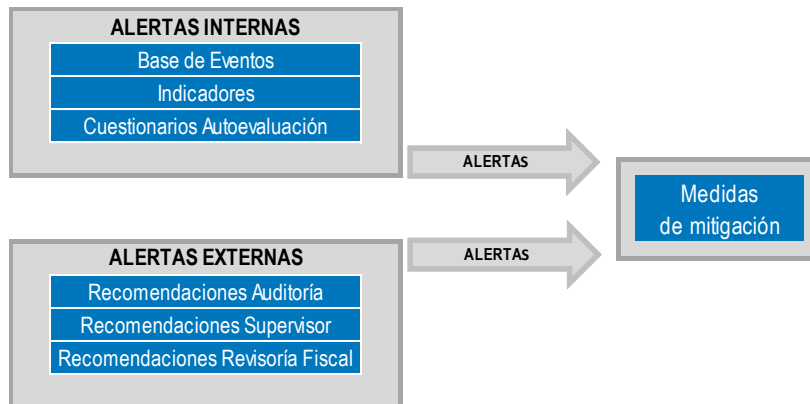 ALERTAS INTERNAS
Base de Eventos
Indicadores
Cuestionarios Autoevaluación
ALERTAS
Medidas
de mitigación
ALERTAS EXTERNAS
ALERTAS
Recomendaciones Auditoría
Recomendaciones Supervisor
Recomendaciones Revisoría Fiscal